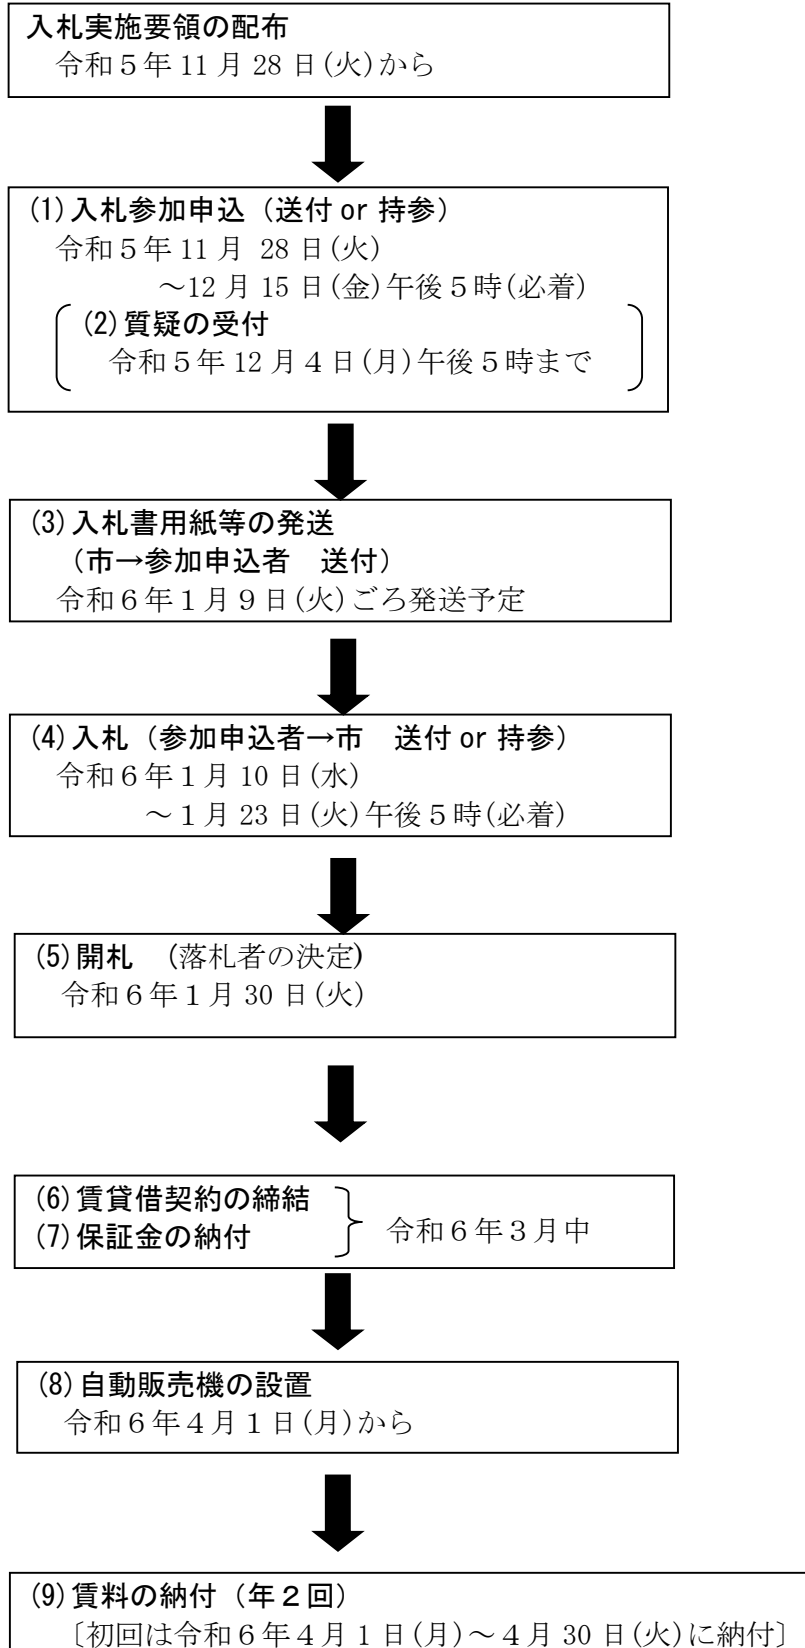 入札実施要領の配布
令和５年 11 月 28 日(火)から
(1)入札参加申込（送付 or 持参）
令和５年 11 月 28 日(火)
～12 月 15 日(金)午後５時(必着)
(2)質疑の受付
令和５年 12 月４日(月)午後５時まで
(3)入札書用紙等の発送
（市→参加申込者　送付）
令和６年１月９日(火)ごろ発送予定
(4)入札（参加申込者→市　送付 or 持参）
令和６年１月 10 日(水)
～１月 23 日(火)午後５時(必着)
(5)開札　(落札者の決定)
令和６年１月 30 日(火)
(6)賃貸借契約の締結
(7)保証金の納付
令和６年３月中
(8)自動販売機の設置
令和６年４月１日(月)から
(9)賃料の納付（年２回）
〔初回は令和６年４月１日(月)～４月 30 日(火)に納付〕